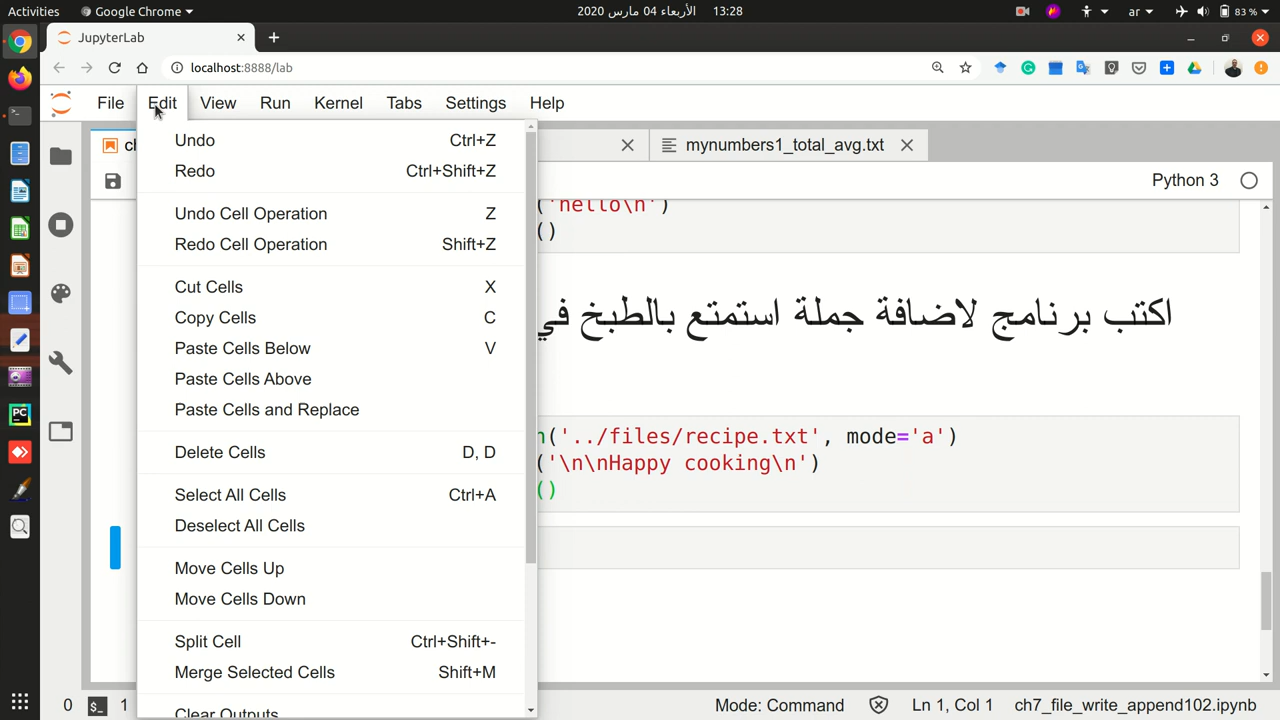 Activities
Google Chrome
الأربعاء 04 مارس 2020 13:28
ar
83 %
JupyterLab
localhost:8888/lab
File Edit View Run Kernel Tabs Settings Help
mynumbers1_total_avg.txt
Python 3
Undo Ctrl+Z
Redo Ctrl+Shift+Z
Undo Cell Operation Z
Redo Cell Operation Shift+Z
Cut Cells X
Copy Cells C
Paste Cells Below V
Paste Cells Above
Paste Cells and Replace
Delete Cells D, D
Select All Cells Ctrl+A
Deselect All Cells
Move Cells Up
Move Cells Down
Split Cell Ctrl+Shift+-
Merge Selected Cells Shift+M
Clear Outputs
('hello\n')
()
اكتب برنامج لاضافة جملة استمتع بالطبخ في
n('../files/recipe.txt', mode='a')
('\n\nHappy cooking\n')
()
0
$_
1
Mode: Command
Ln 1, Col 1
ch7_file_write_append102.ipynb